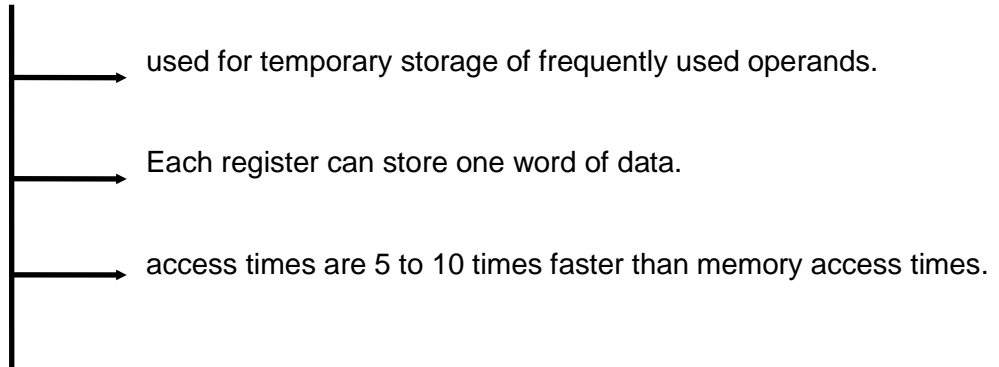 used for temporary storage of frequently used operands.
Each register can store one word of data.
access times are 5 to 10 times faster than memory access times.